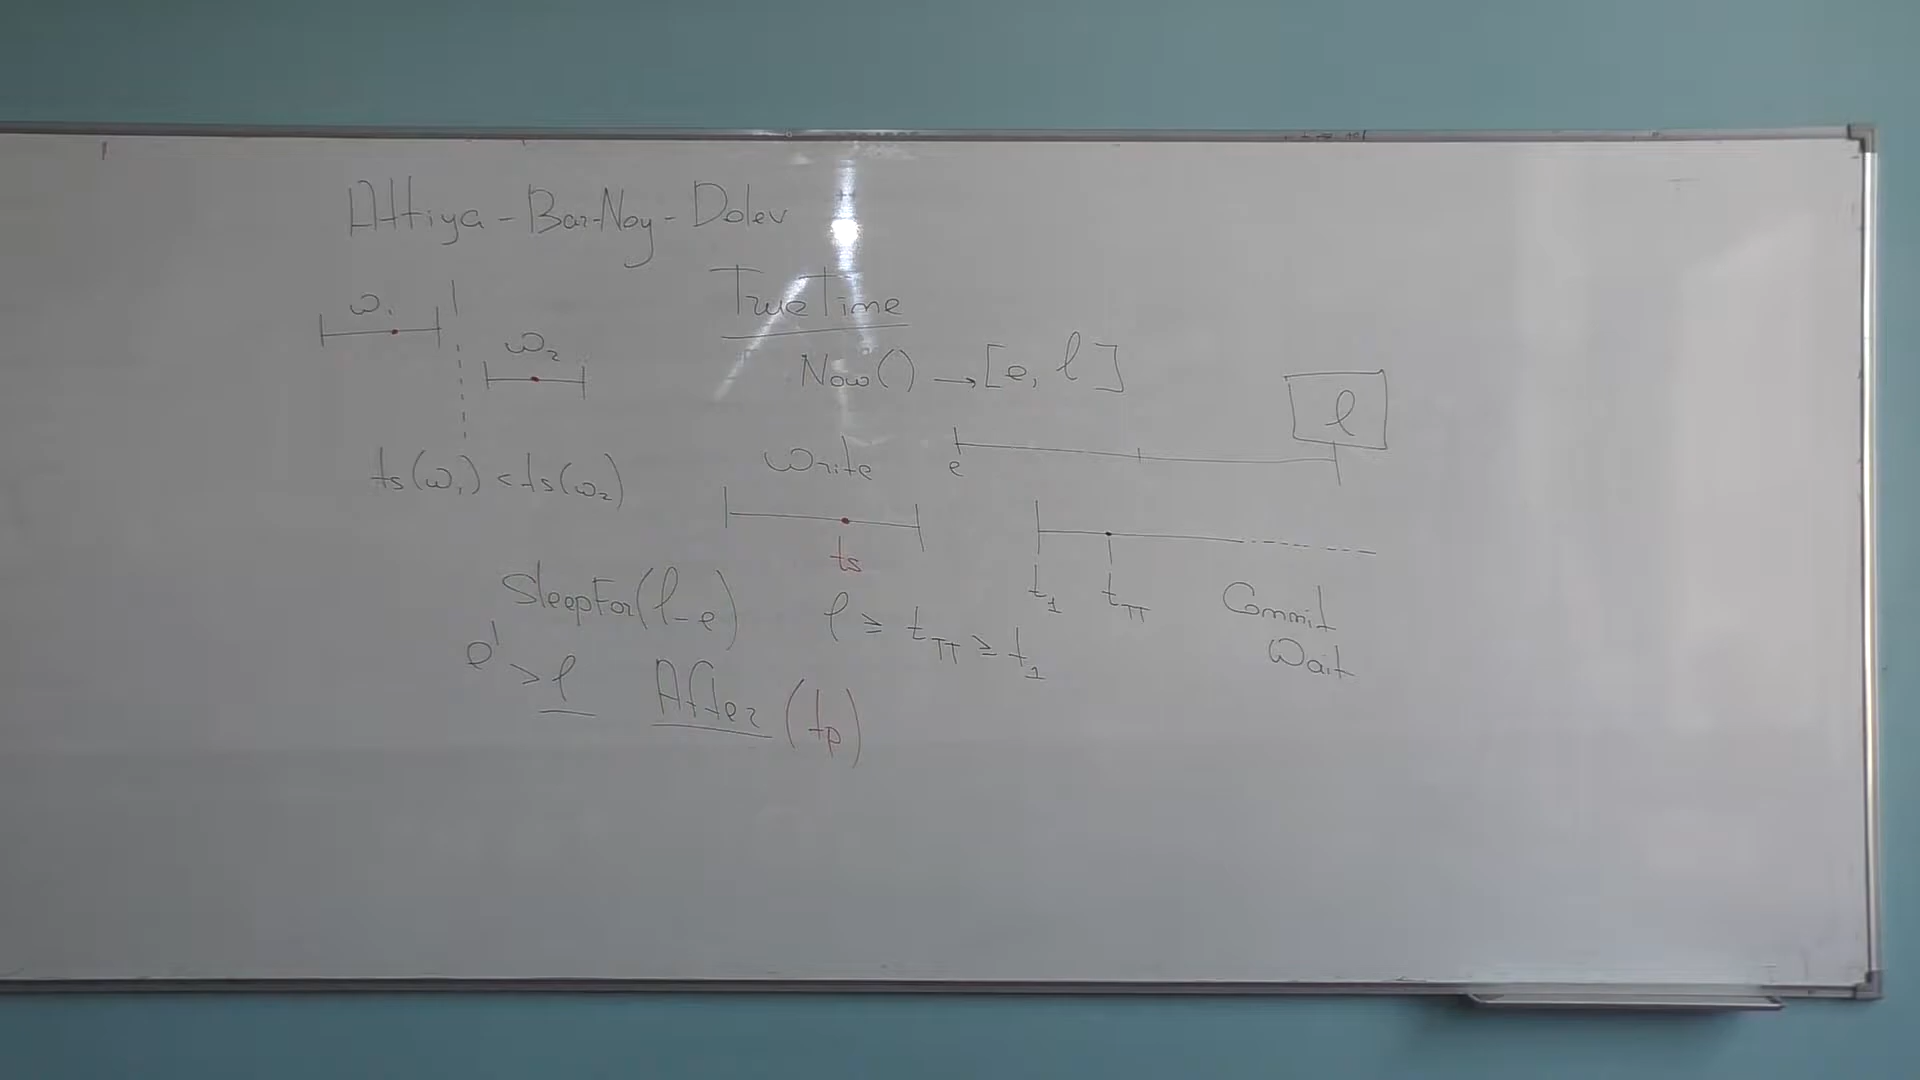 Attiya - Bar-Noy - Dolev
TrueTime
Now() → [e, l]
ω₁
ω₂
ts(ω₁) < ts(ω₂)
Write
ts
e
l
t₁
t_TT
Commit
Wait
SleepFor(l-e)
l ≥ t_TT ≥ t₁
e' > l
After (tp)